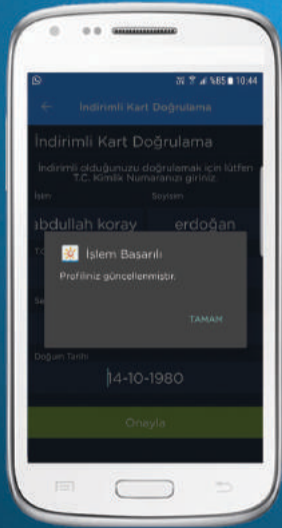 %85 10:44
İndirimli Kart Doğrulama
İndirimli Kart Doğrulama
İndirimli olduğunuzu doğrulamak için lütfen
T.C. Kimlik Numaranızı giriniz
İsim Soyisim
abdullah koray erdoğan
İşlem Başarılı
Profiliniz güncellenmiştir.
TAMAM
Doğum Tarihi
14-10-1980
Onayla